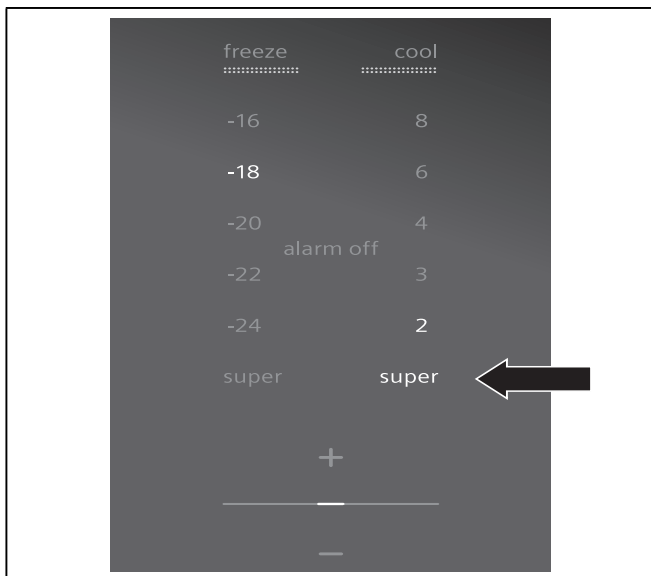 freeze cool
-16 8
-18 6
-20 4
alarm off
-22 3
-24 2
super super
+
–